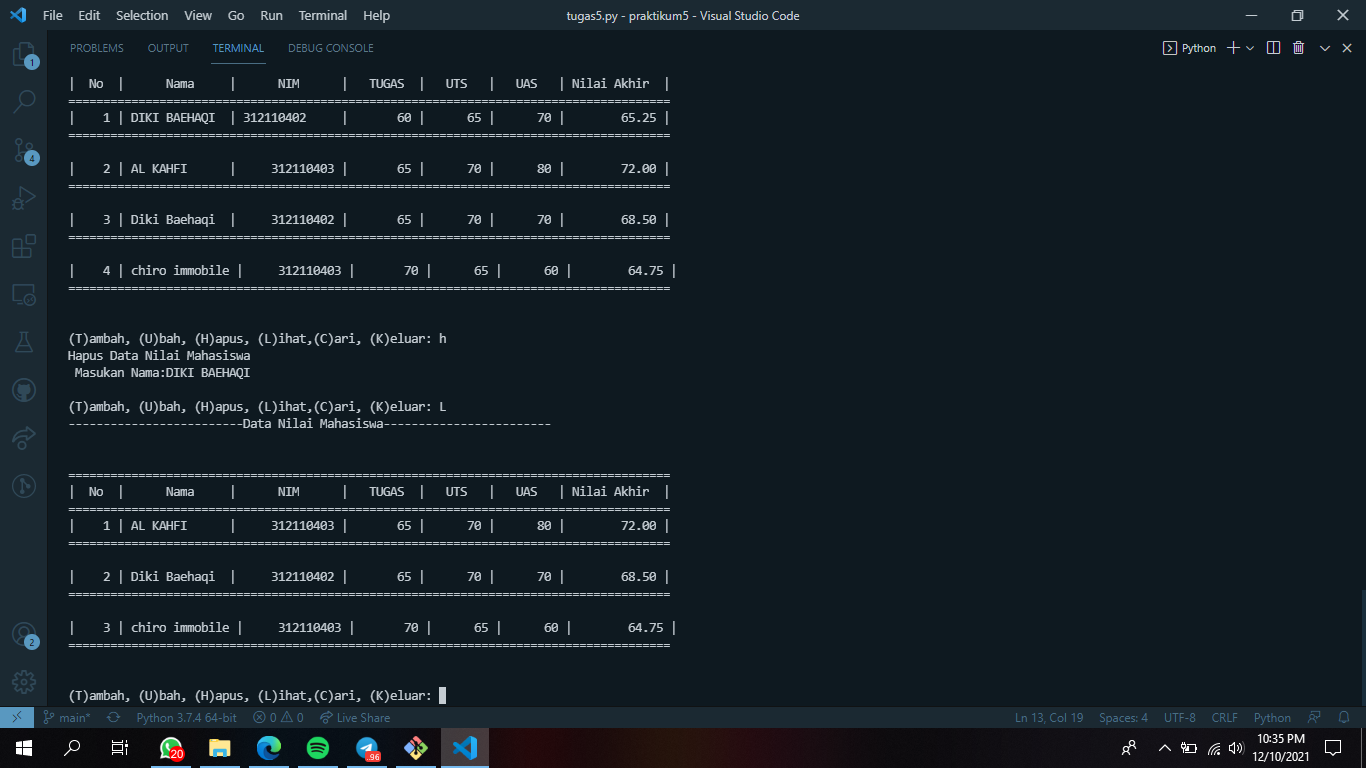 File Edit Selection View Go Run Terminal Help tugas5.py - praktikum5 - Visual Studio Code
PROBLEMS OUTPUT TERMINAL DEBUG CONSOLE Python
1
| No | Nama | NIM | TUGAS | UTS | UAS | Nilai Akhir |
======================================================================================
| 1 | DIKI BAEHAQI | 312110402 | 60 | 65 | 70 | 65.25 |
======================================================================================
4
| 2 | AL KAHFI | 312110403 | 65 | 70 | 80 | 72.00 |
======================================================================================
| 3 | Diki Baehaqi | 312110402 | 65 | 70 | 70 | 68.50 |
======================================================================================
| 4 | chiro immobile | 312110403 | 70 | 65 | 60 | 64.75 |
======================================================================================
(T)ambah, (U)bah, (H)apus, (L)ihat,(C)ari, (K)eluar: h
Hapus Data Nilai Mahasiswa
Masukan Nama:DIKI BAEHAQI
(T)ambah, (U)bah, (H)apus, (L)ihat,(C)ari, (K)eluar: L
-------------------------Data Nilai Mahasiswa------------------------
======================================================================================
| No | Nama | NIM | TUGAS | UTS | UAS | Nilai Akhir |
======================================================================================
| 1 | AL KAHFI | 312110403 | 65 | 70 | 80 | 72.00 |
======================================================================================
| 2 | Diki Baehaqi | 312110402 | 65 | 70 | 70 | 68.50 |
======================================================================================
| 3 | chiro immobile | 312110403 | 70 | 65 | 60 | 64.75 |
======================================================================================
2
(T)ambah, (U)bah, (H)apus, (L)ihat,(C)ari, (K)eluar:
main* Python 3.7.4 64-bit 0 0 Live Share Ln 13, Col 19 Spaces: 4 UTF-8 CRLF Python
20 96 10:35 PM
12/10/2021